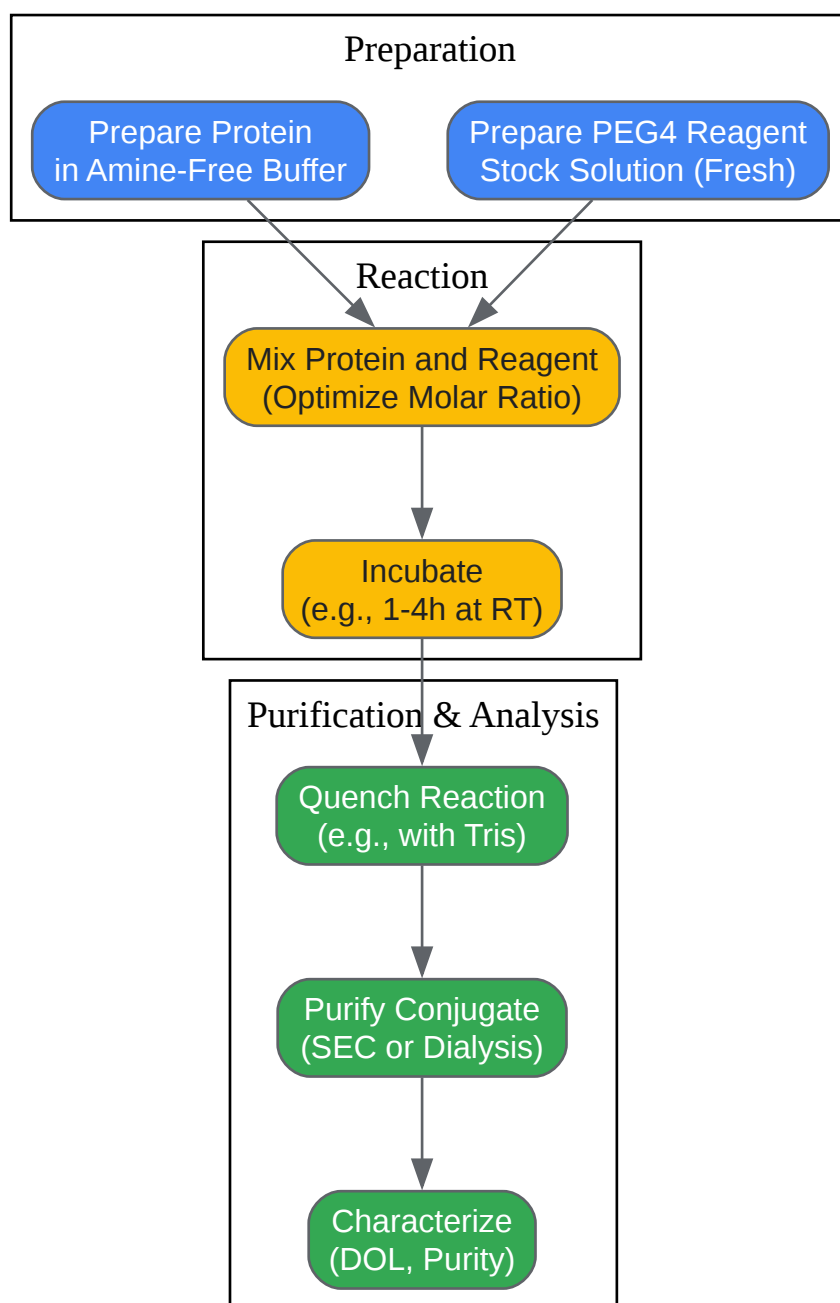 Preparation
Prepare Protein
in Amine-Free Buffer
Prepare PEG4 Reagent
Stock Solution (Fresh)
Reaction
Mix Protein and Reagent
(Optimize Molar Ratio)
Incubate
(e.g., 1-4h at RT)
Purification & Analysis
Quench Reaction
(e.g., with Tris)
Purify Conjugate
(SEC or Dialysis)
Characterize
(DOL, Purity)